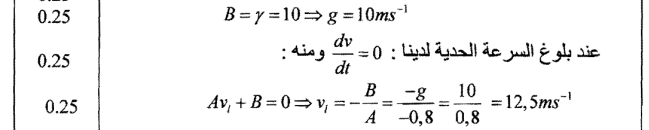 0.25 B = γ = 10 ⇒ g = 10ms⁻¹
0.25 عند بلوغ السرعة الحدية لدينا : dv/dt = 0 ومنه :
0.25 Av_l + B = 0 ⇒ v_l = -B/A = -g/-0,8 = 10/0,8 = 12,5ms⁻¹